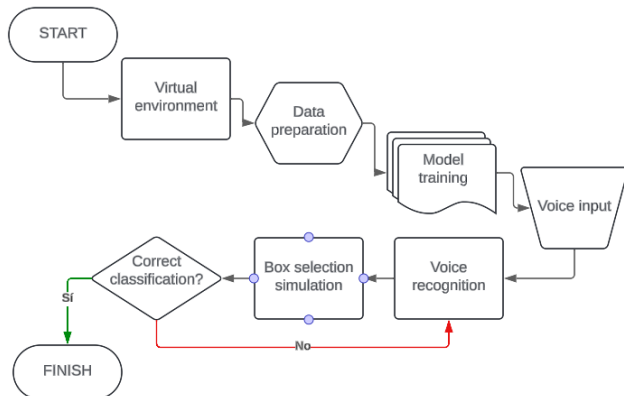 START
Virtual
environment
Data
preparation
Model
training
Voice input
Correct
classification?
Box selection
simulation
Voice
recognition
Sí
No
FINISH